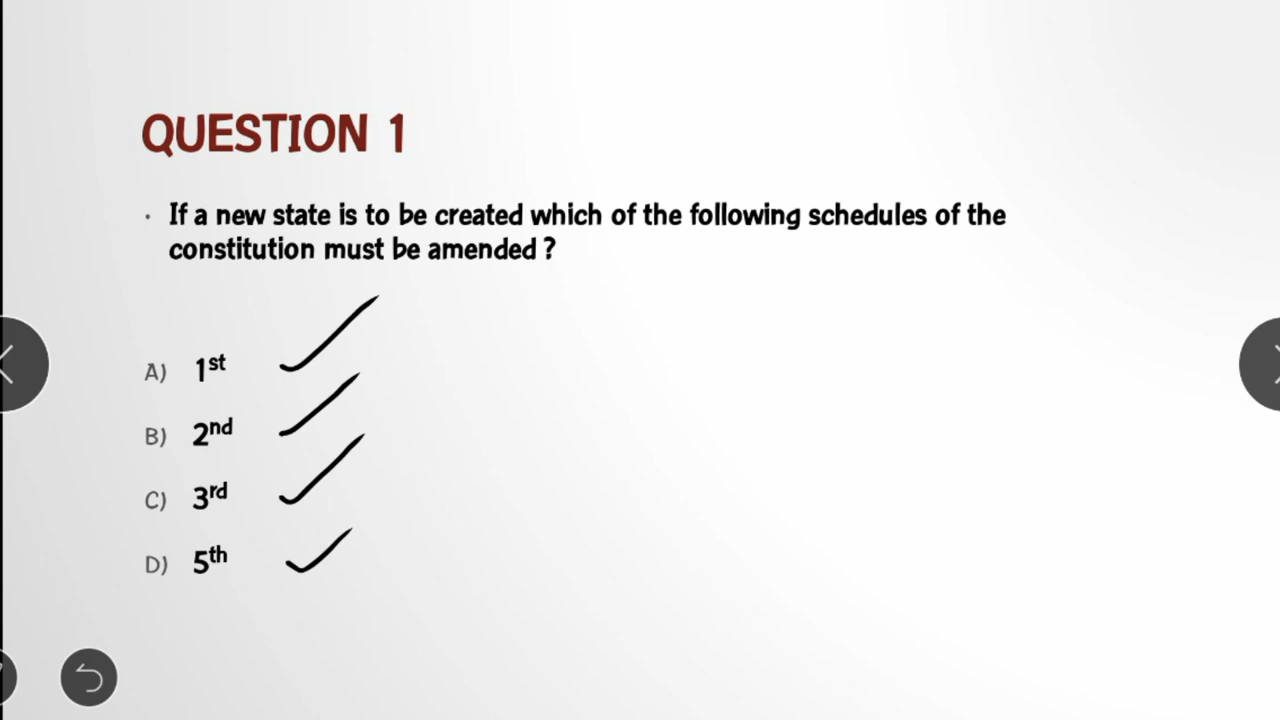 QUESTION 1
• If a new state is to be created which of the following schedules of the
constitution must be amended ?
A) 1st
B) 2nd
C) 3rd
D) 5th